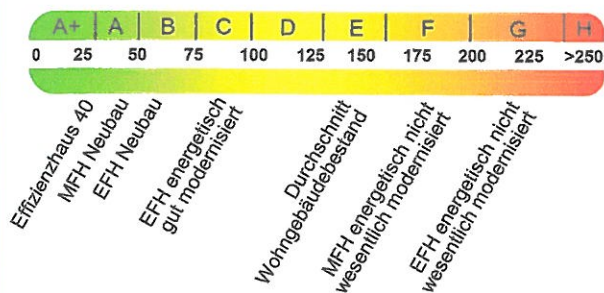 A+ A B C D E F G H
0 25 50 75 100 125 150 175 200 225 >250
Effizienzhaus 40
MFH Neubau
EFH Neubau
EFH energetisch
gut modernisiert
Durchschnitt
Wohngebäudebestand
MFH energetisch nicht
wesentlich modernisiert
EFH energetisch nicht
wesentlich modernisiert